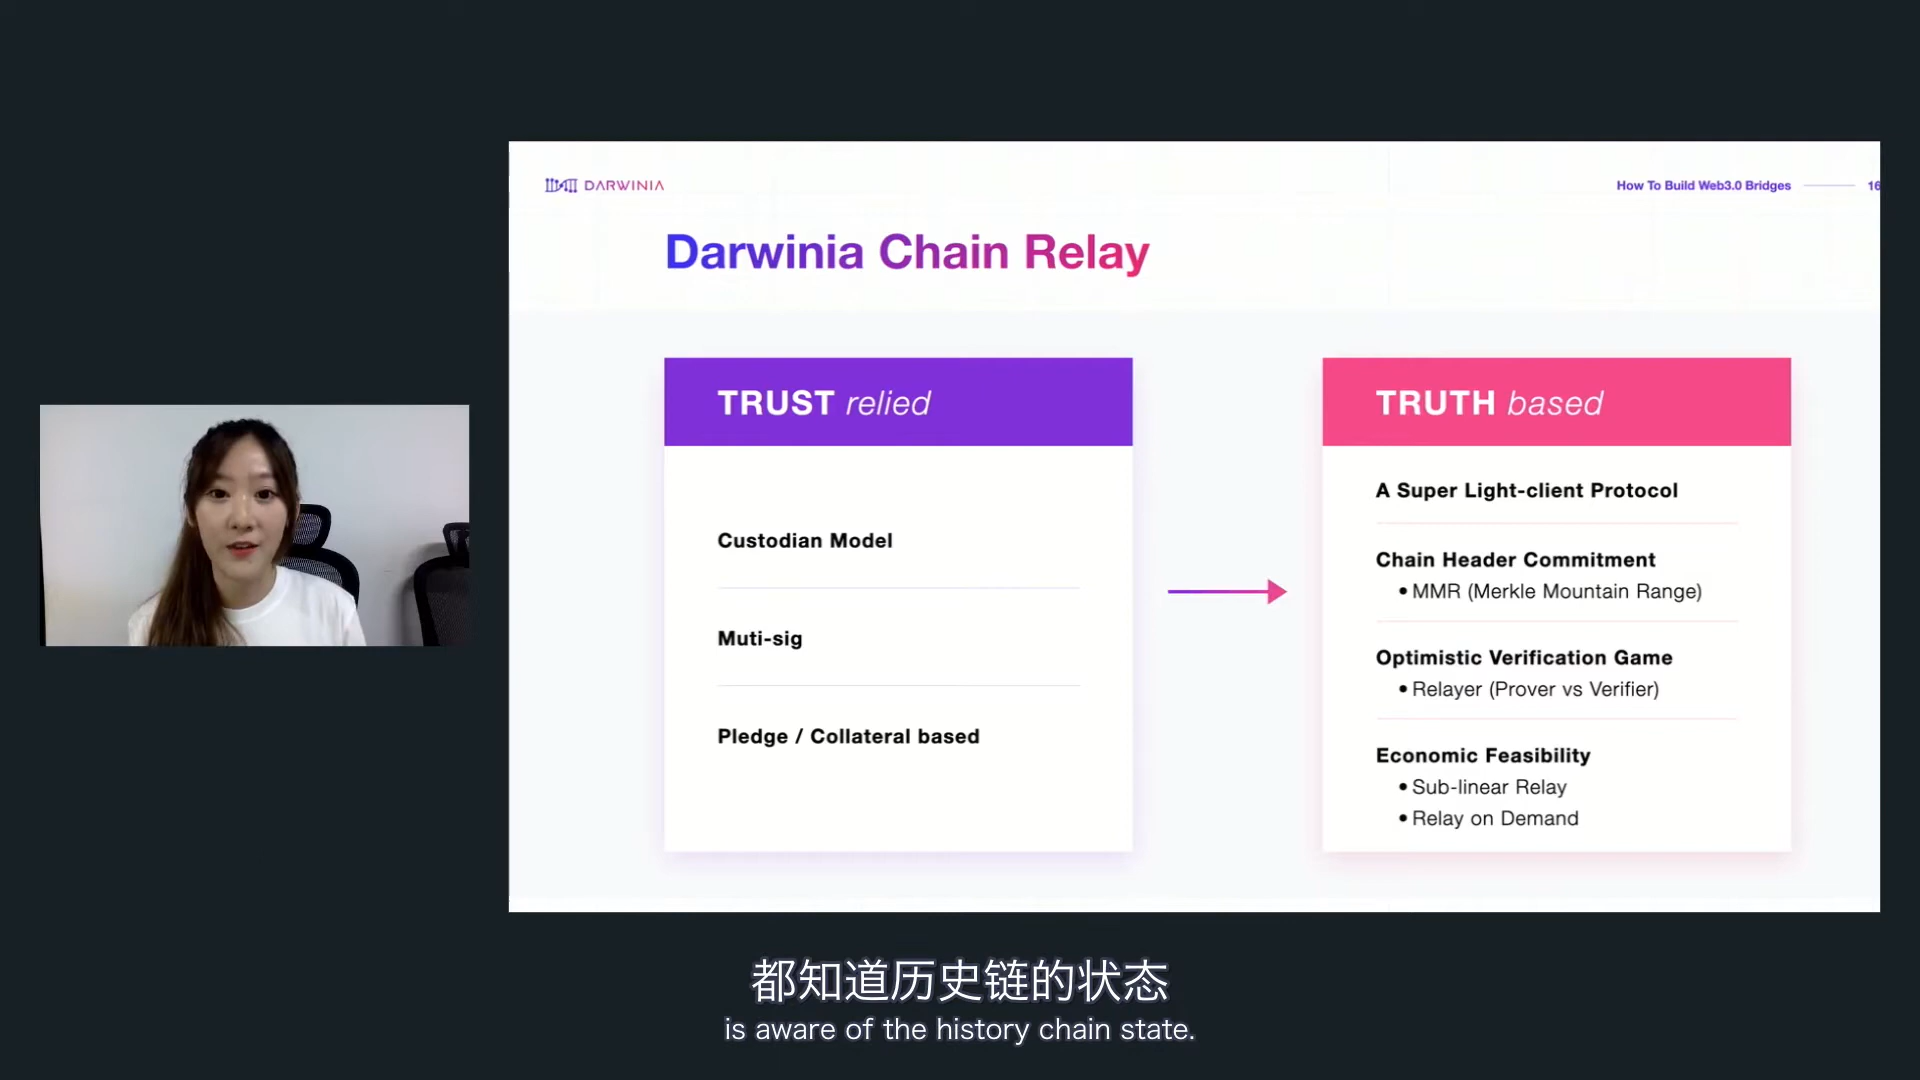 DARWINIA
How To Build Web3.0 Bridges
16
Darwinia Chain Relay
TRUST relied
Custodian Model
Muti-sig
Pledge / Collateral based
TRUTH based
A Super Light-client Protocol
Chain Header Commitment
• MMR (Merkle Mountain Range)
Optimistic Verification Game
• Relayer (Prover vs Verifier)
Economic Feasibility
• Sub-linear Relay
• Relay on Demand
都知道历史链的状态
is aware of the history chain state.